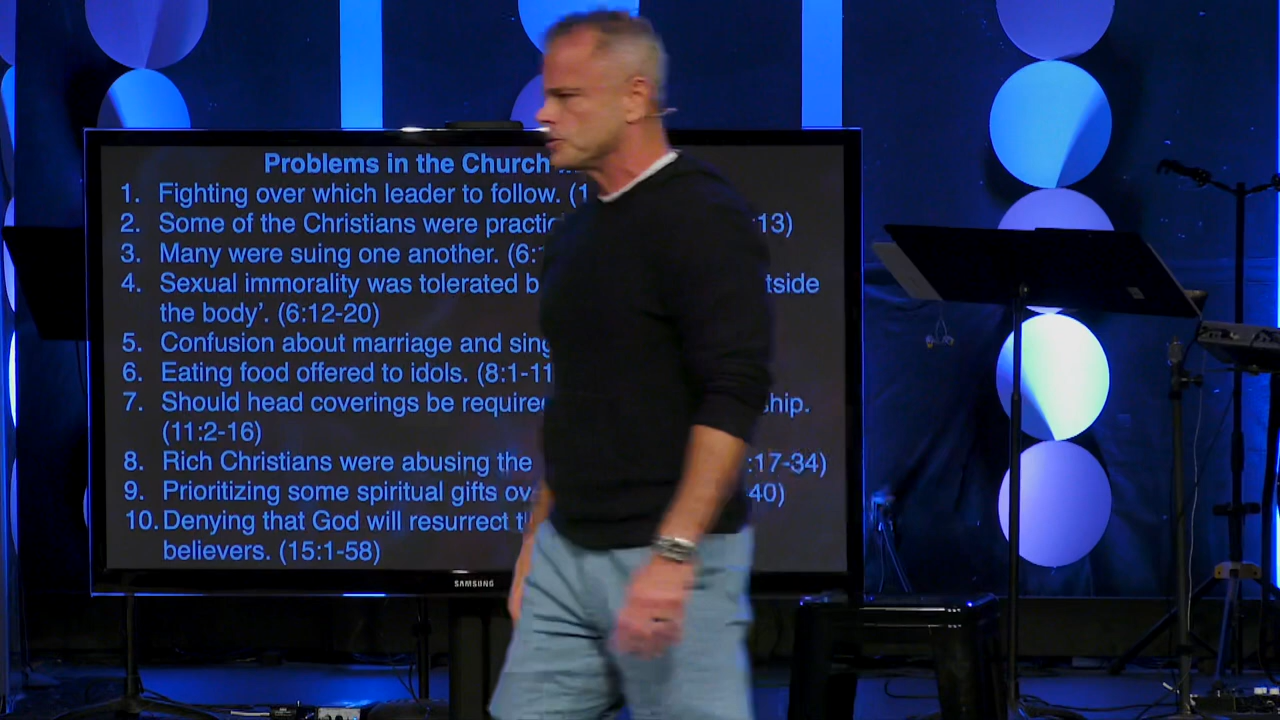 Problems in the Church
1. Fighting over which leader to follow. (1
2. Some of the Christians were practic 13)
3. Many were suing one another. (6:
4. Sexual immorality was tolerated b tside
the body’. (6:12-20)
5. Confusion about marriage and sing
6. Eating food offered to idols. (8:1-11
7. Should head coverings be require ship.
(11:2-16)
8. Rich Christians were abusing the :17-34)
9. Prioritizing some spiritual gifts ov 40)
10. Denying that God will resurrect t
believers. (15:1-58)
SAMSUNG